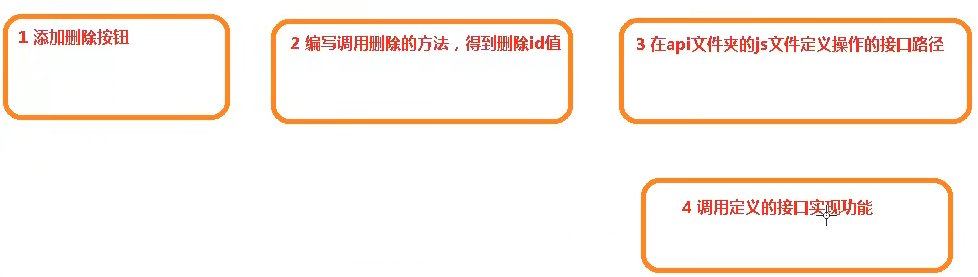 1 添加删除按钮
2 编写调用删除的方法，得到删除id值
3 在api文件夹的js文件定义操作的接口路径
4 调用定义的接口实现功能